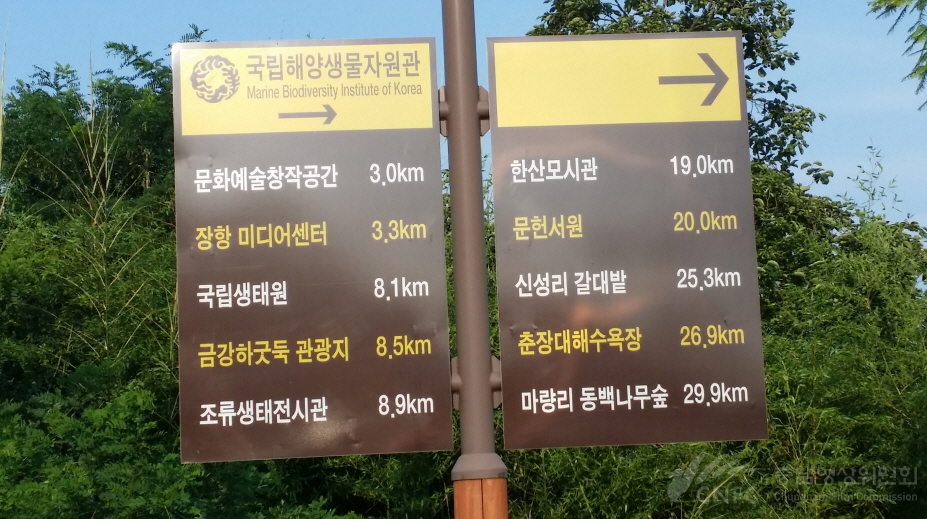 국립해양생물자원관
Marine Biodiversity Institute of Korea
문화예술창작공간 3.0km
장항 미디어센터 3.3km
국립생태원 8.1km
금강하굿둑 관광지 8.5km
조류생태전시관 8.9km
한산모시관 19.0km
문헌서원 20.0km
신성리 갈대밭 25.3km
춘장대해수욕장 26.9km
마량리 동백나무숲 29.9km
충남영상위원회
Chungnam Film Commission